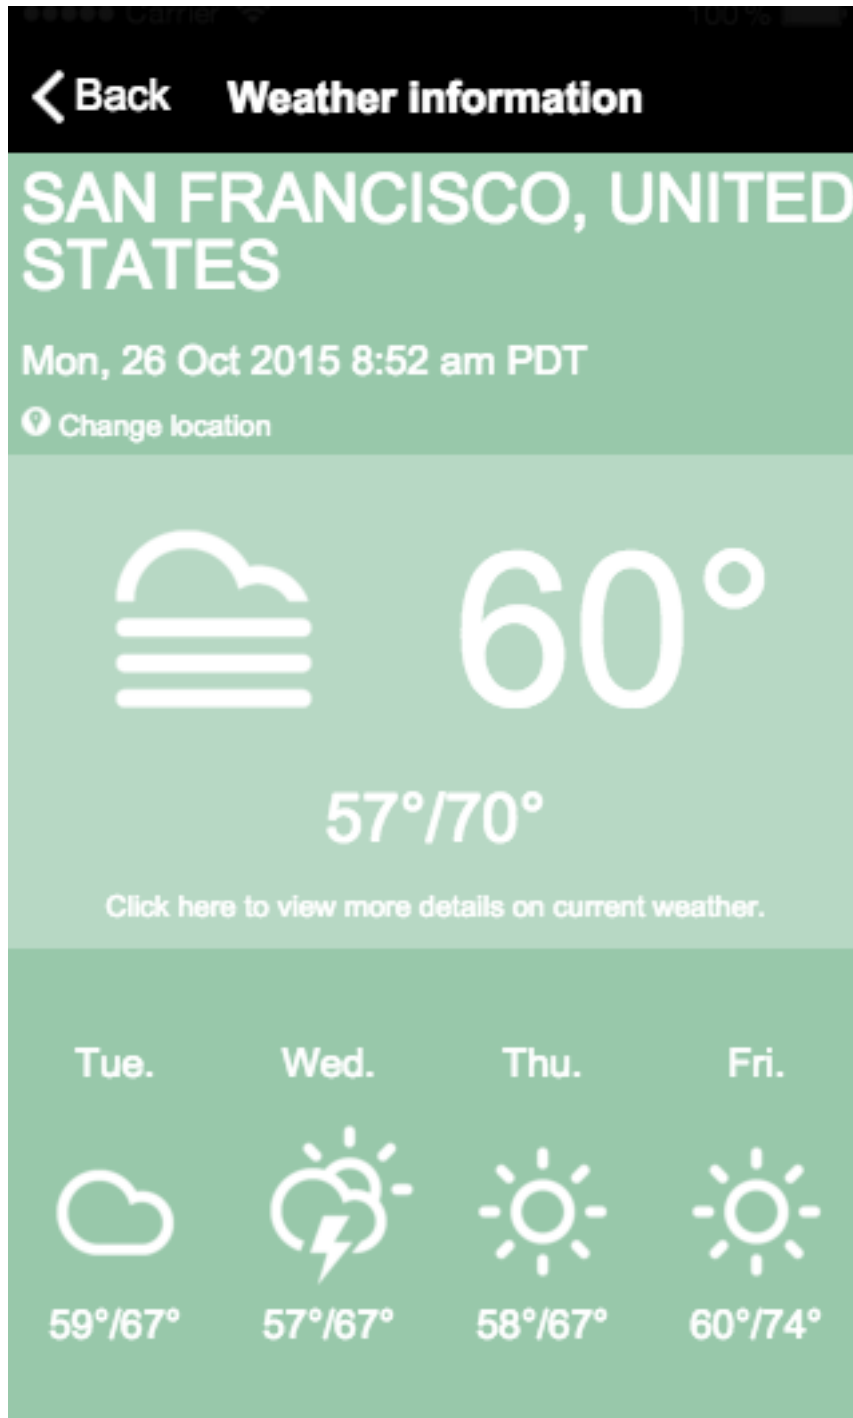 Carrier 100 %
Back Weather information
SAN FRANCISCO, UNITED
STATES
Mon, 26 Oct 2015 8:52 am PDT
Change location
60°
57°/70°
Click here to view more details on current weather.
Tue. Wed. Thu. Fri.
59°/67° 57°/67° 58°/67° 60°/74°